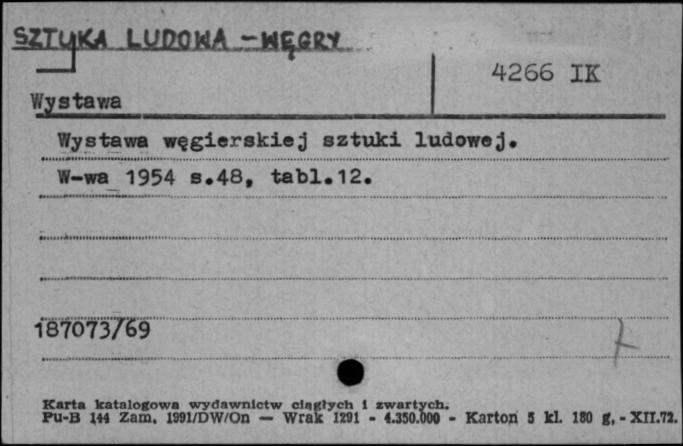 SZTUKA LUDOWA - WĘGRY
4266 IK
Wystawa
Wystawa węgierskiej sztuki ludowej.
W-wa 1954 s.48, tabl.12.
187073/69
Karta katalogowa wydawnictw ciągłych i zwartych.
Pu-B 144 Zam. 1991/DW/On — Wrak 1291 - 4.350.000 - Karton 5 kl. 180 g. - XII.72.